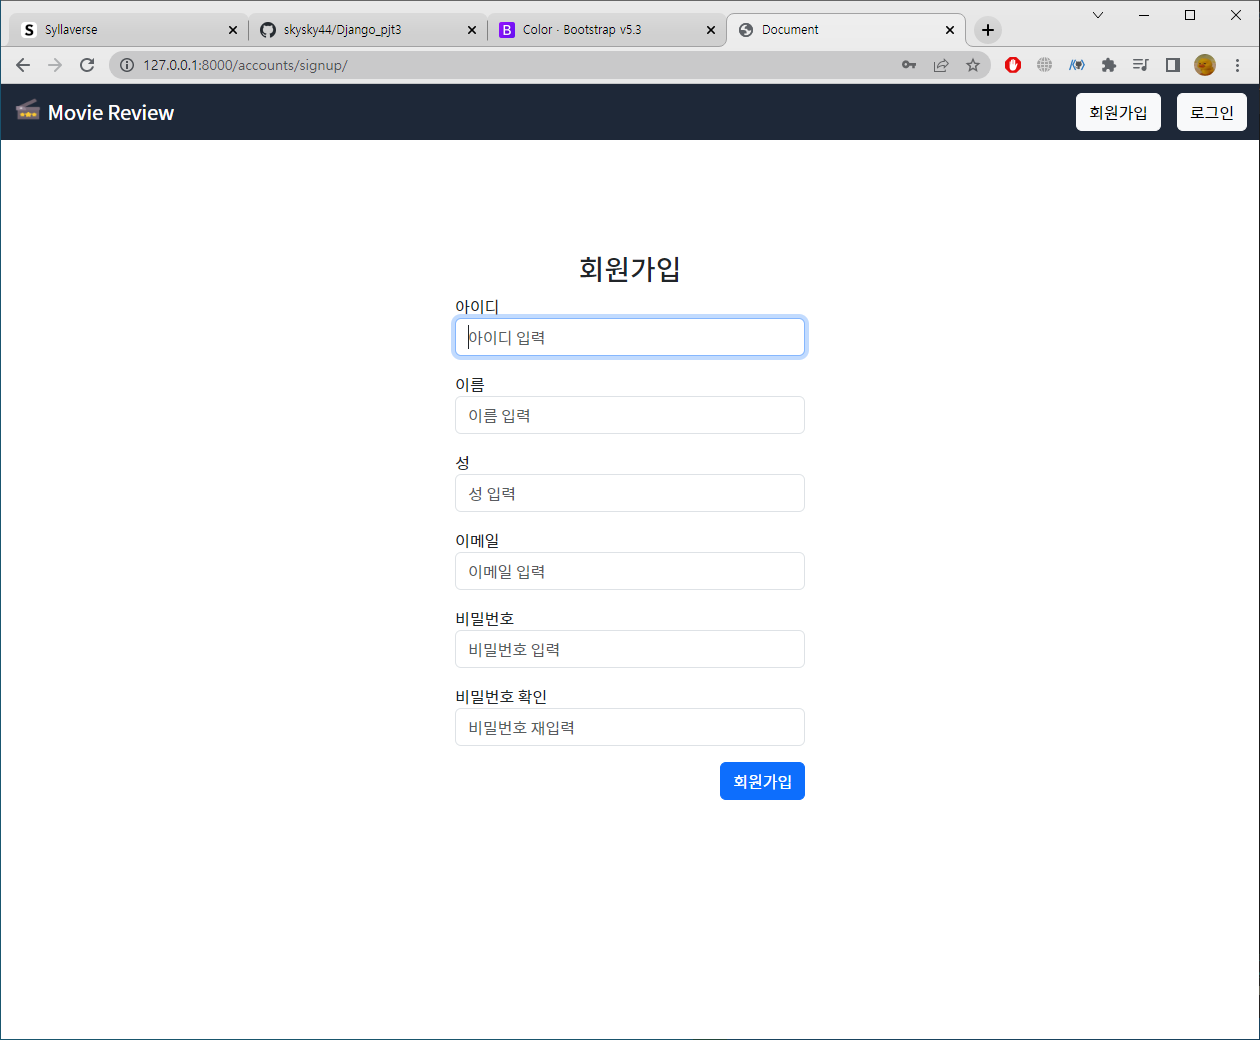 Syllaverse
skysky44/Django_pjt3
Color · Bootstrap v5.3
Document
127.0.0.1:8000/accounts/signup/
Movie Review
회원가입
로그인
회원가입
아이디
아이디 입력
이름
이름 입력
성
성 입력
이메일
이메일 입력
비밀번호
비밀번호 입력
비밀번호 확인
비밀번호 재입력
회원가입